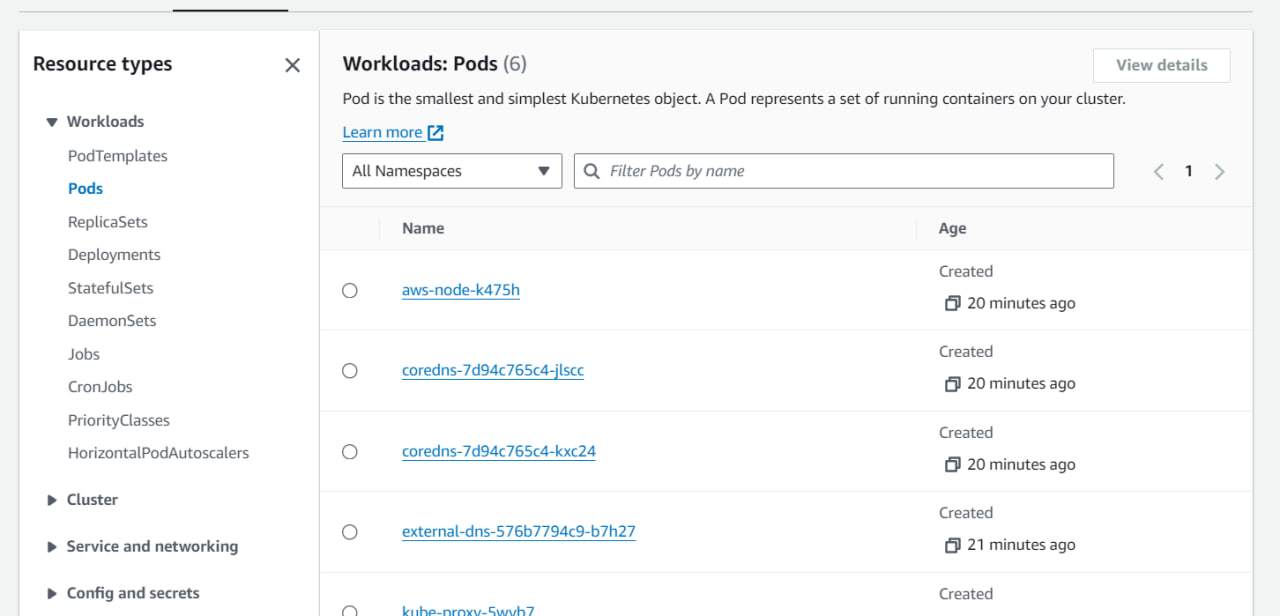 Resource types
Workloads
PodTemplates
Pods
ReplicaSets
Deployments
StatefulSets
DaemonSets
Jobs
CronJobs
PriorityClasses
HorizontalPodAutoscalers
Cluster
Service and networking
Config and secrets
Workloads: Pods (6)
View details
Pod is the smallest and simplest Kubernetes object. A Pod represents a set of running containers on your cluster.
Learn more
All Namespaces
Filter Pods by name
1
Name Age
aws-node-k475h
Created
20 minutes ago
coredns-7d94c765c4-jlscc
Created
20 minutes ago
coredns-7d94c765c4-kxc24
Created
20 minutes ago
external-dns-576b7794c9-b7h27
Created
21 minutes ago
Created